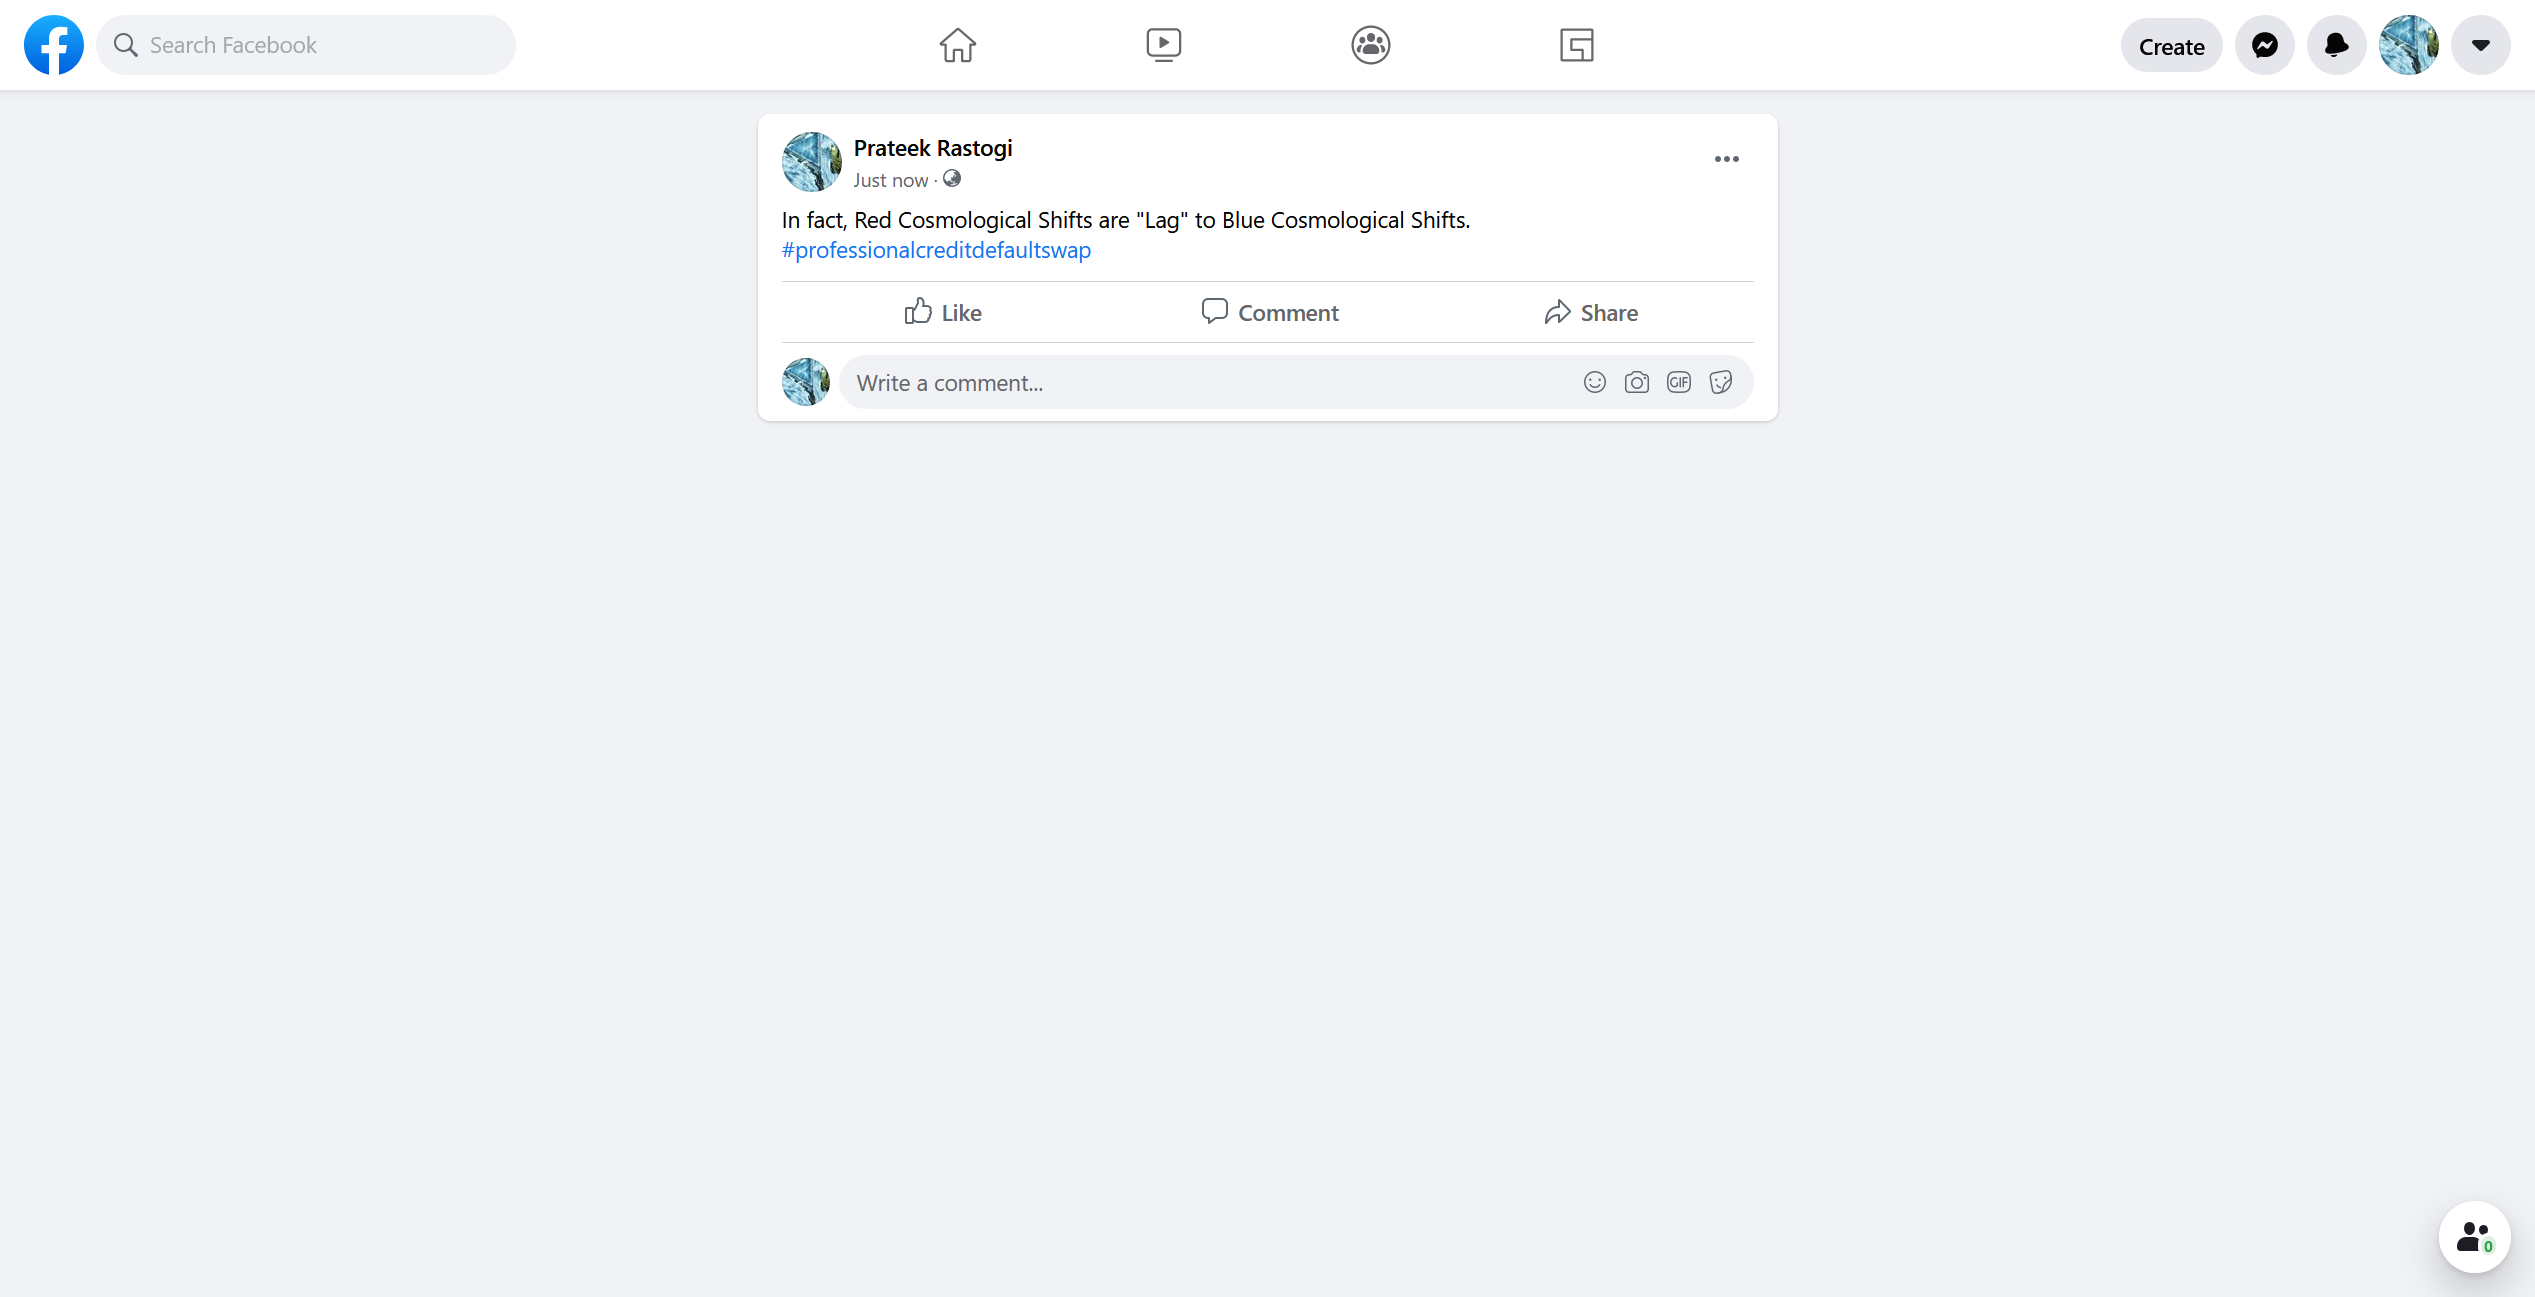 Search Facebook
Create
Prateek Rastogi
Just now ·
In fact, Red Cosmological Shifts are "Lag" to Blue Cosmological Shifts.
#professionalcreditdefaultswap
Like
Comment
Share
Write a comment...
GIF
0